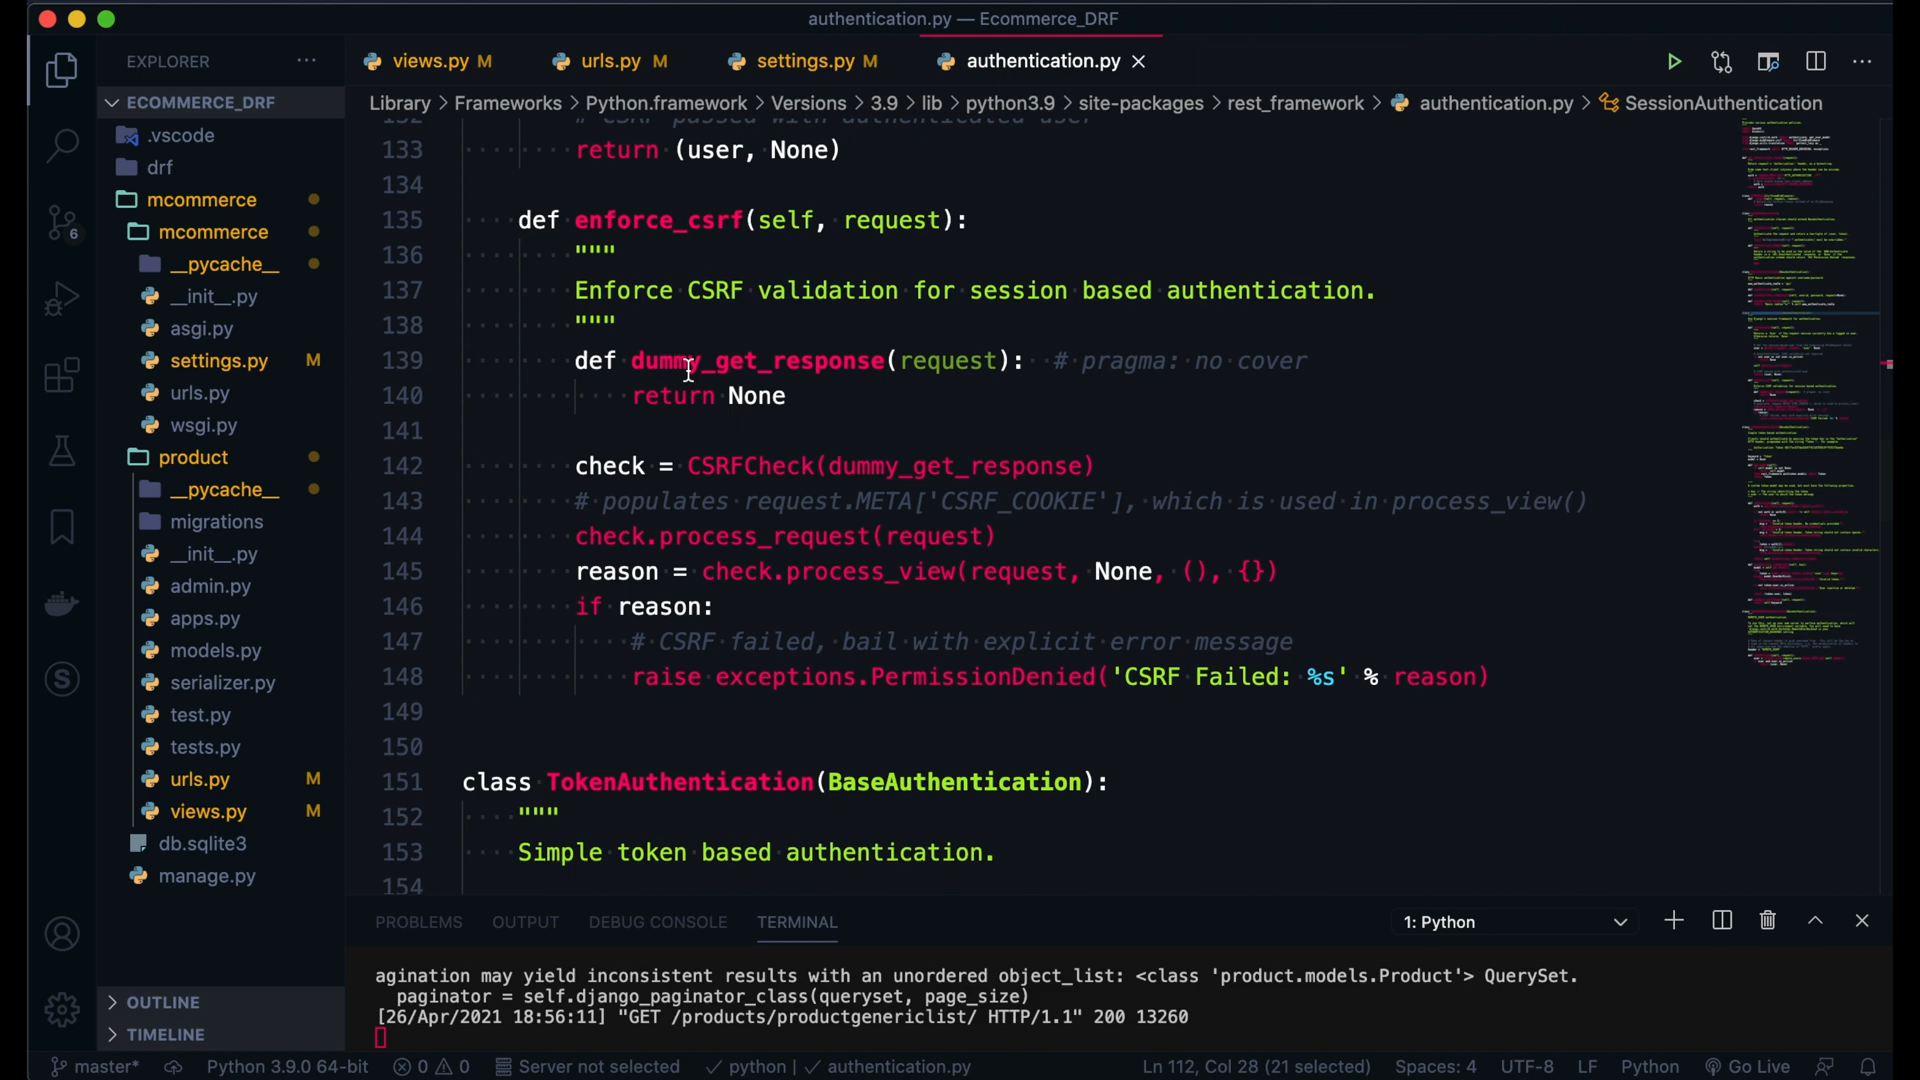 authentication.py — Ecommerce_DRF
EXPLORER
views.py M
urls.py M
settings.py M
authentication.py
ECOMMERCE_DRF
Library > Frameworks > Python.framework > Versions > 3.9 > lib > python3.9 > site-packages > rest_framework > authentication.py > SessionAuthentication
.vscode
drf
mcommerce
mcommerce
__pycache__
__init__.py
asgi.py
settings.py M
urls.py
wsgi.py
product
__pycache__
migrations
__init__.py
admin.py
apps.py
models.py
serializer.py
test.py
tests.py
urls.py M
views.py M
db.sqlite3
manage.py
OUTLINE
TIMELINE
6
132 # CSRF passed with authenticated user
133 return (user, None)
134
135 def enforce_csrf(self, request):
136 """
137 Enforce CSRF validation for session based authentication.
138 """
139 def dummy_get_response(request):  # pragma: no cover
140 return None
141
142 check = CSRFCheck(dummy_get_response)
143 # populates request.META['CSRF_COOKIE'], which is used in process_view()
144 check.process_request(request)
145 reason = check.process_view(request, None, (), {})
146 if reason:
147 # CSRF failed, bail with explicit error message
148 raise exceptions.PermissionDenied('CSRF Failed: %s' % reason)
149
150
151 class TokenAuthentication(BaseAuthentication):
152 """
153 Simple token based authentication.
154
PROBLEMS OUTPUT DEBUG CONSOLE TERMINAL
1: Python
agination may yield inconsistent results with an unordered object_list: <class 'product.models.Product'> QuerySet.
paginator = self.django_paginator_class(queryset, page_size)
[26/Apr/2021 18:56:11] "GET /products/productgenericlist/ HTTP/1.1" 200 13260
master* Python 3.9.0 64-bit 0 0 Server not selected python | authentication.py Ln 112, Col 28 (21 selected) Spaces: 4 UTF-8 LF Python Go Live